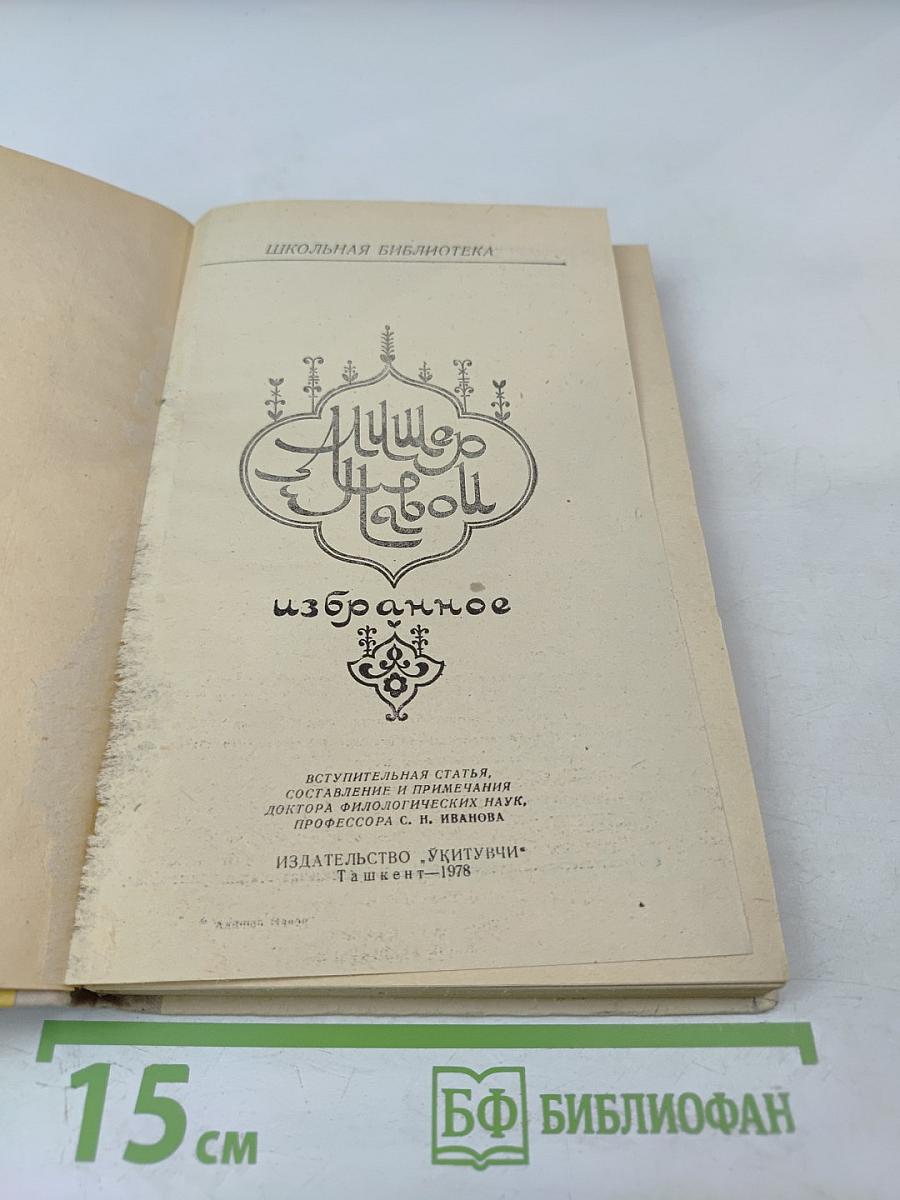 ШКОЛЬНАЯ БИБЛИОТЕКА
Алишер
Навои
избранное
ВСТУПИТЕЛЬНАЯ СТАТЬЯ,
СОСТАВЛЕНИЕ И ПРИМЕЧАНИЯ
ДОКТОРА ФИЛОЛОГИЧЕСКИХ НАУК,
ПРОФЕССОРА С. Н. ИВАНОВА
ИЗДАТЕЛЬСТВО „ЎҚИТУВЧИ“
Ташкент—1978
15 см
БФ БИБЛИОФАН